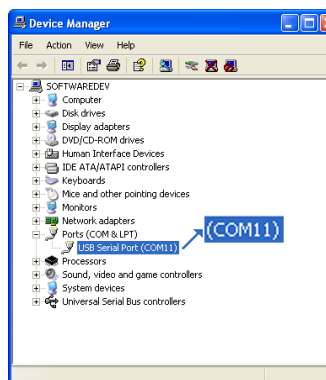 Device Manager
File Action View Help
SOFTWAREDEV
Computer
Disk drives
Display adapters
DVD/CD-ROM drives
Human Interface Devices
IDE ATA/ATAPI controllers
Keyboards
Mice and other pointing devices
Monitors
Network adapters
Ports (COM & LPT)
USB Serial Port (COM11)
(COM11)
Processors
Sound, video and game controllers
System devices
Universal Serial Bus controllers